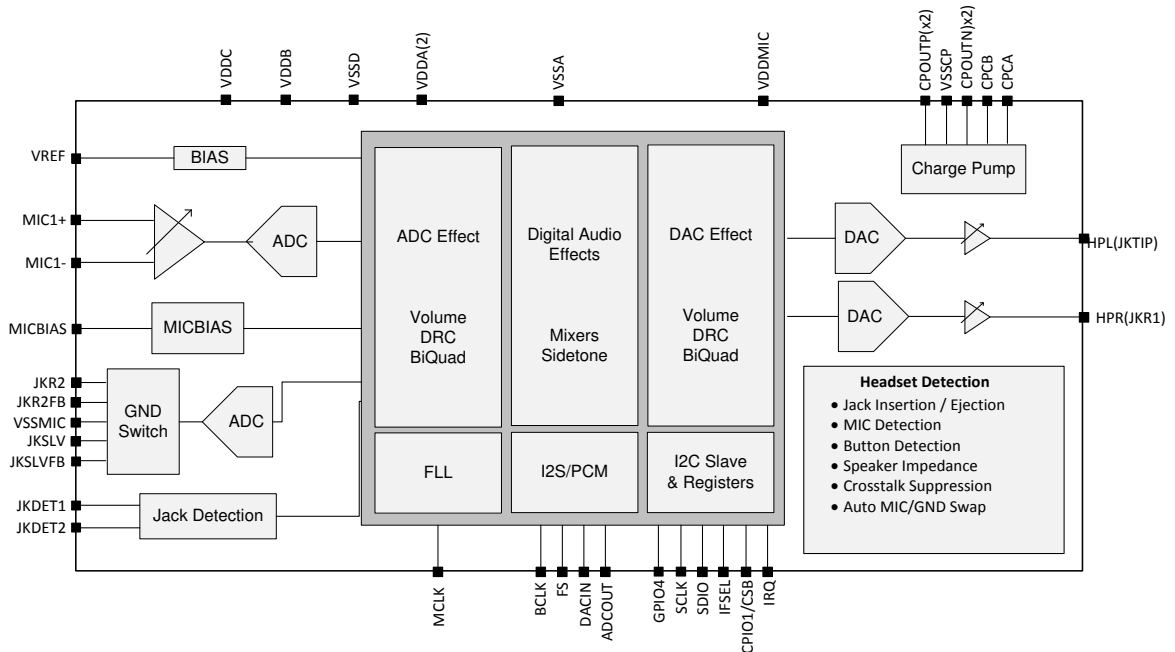 VDDC
VDDB
VSSD
VDDA(2)
VSSA
VDDMIC
CPOUTP(x2)
VSSCP
CPOUTN)x2)
CPCB
CPCA
VREF
BIAS
Charge Pump
MIC1+
MIC1-
ADC
ADC Effect
Volume
DRC
BiQuad
Digital Audio
Effects
Mixers
Sidetone
DAC Effect
Volume
DRC
BiQuad
DAC
HPL(JKTIP)
DAC
HPR(JKR1)
MICBIAS
MICBIAS
JKR2
JKR2FB
VSSMIC
JKSLV
JKSLVFB
GND
Switch
ADC
JKDET1
JKDET2
Jack Detection
FLL
I2S/PCM
I2C Slave
& Registers
Headset Detection
• Jack Insertion / Ejection
• MIC Detection
• Button Detection
• Speaker Impedance
• Crosstalk Suppression
• Auto MIC/GND Swap
MCLK
BCLK
FS
DACIN
ADCOUT
GPIO4
SCLK
SDIO
IFSEL
CPIO1/CSB
IRQ